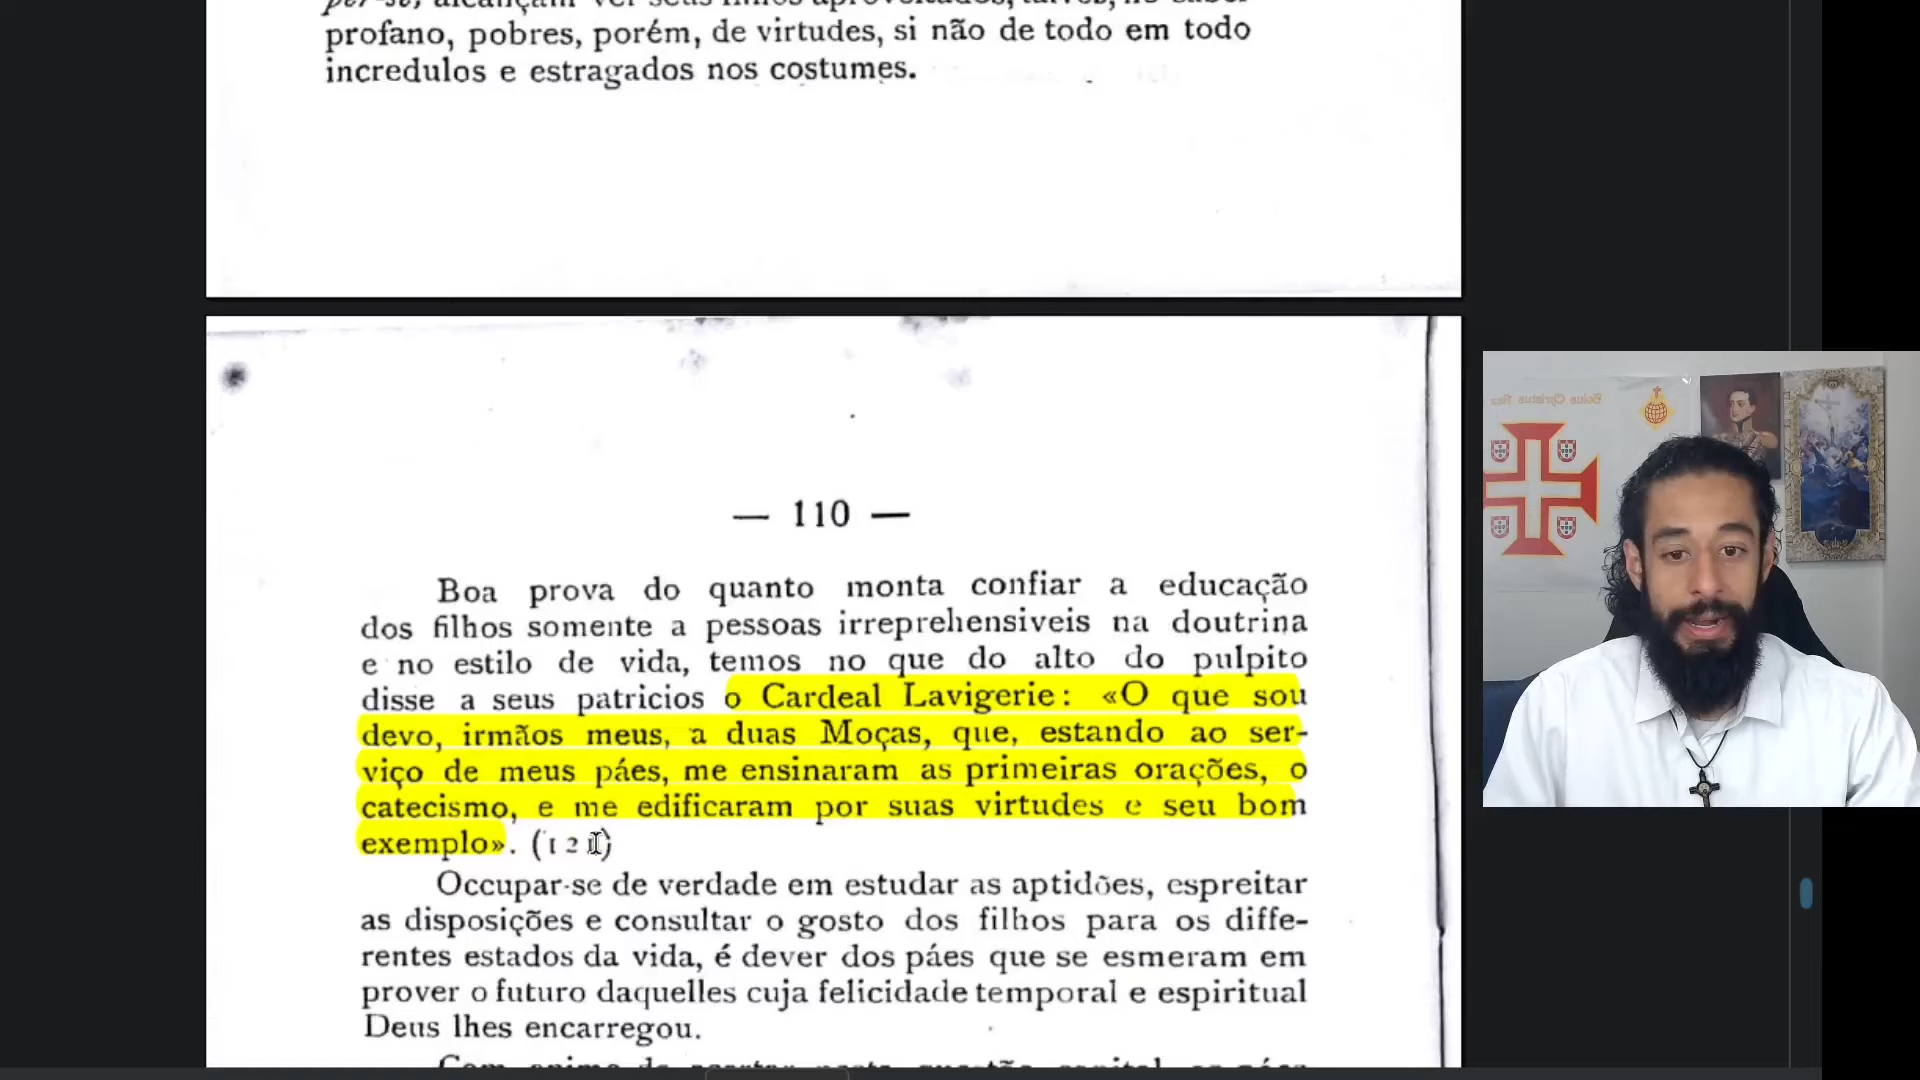 profano, pobres, porém, de virtudes, si não de todo em todo
incredulos e estragados nos costumes.
— 110 —
Boa prova do quanto monta confiar a educação
dos filhos somente a pessoas irreprehensiveis na doutrina
e no estilo de vida, temos no que do alto do pulpito
disse a seus patricios o Cardeal Lavigerie: «O que sou
devo, irmãos meus, a duas Moças, que, estando ao ser-
viço de meus páes, me ensinaram as primeiras orações, o
catecismo, e me edificaram por suas virtudes e seu bom
exemplo». (121)
Occupar-se de verdade em estudar as aptidões, espreitar
as disposições e consultar o gosto dos filhos para os diffe-
rentes estados da vida, é dever dos páes que se esmeram em
prover o futuro daquelles cuja felicidade temporal e espiritual
Deus lhes encarregou.